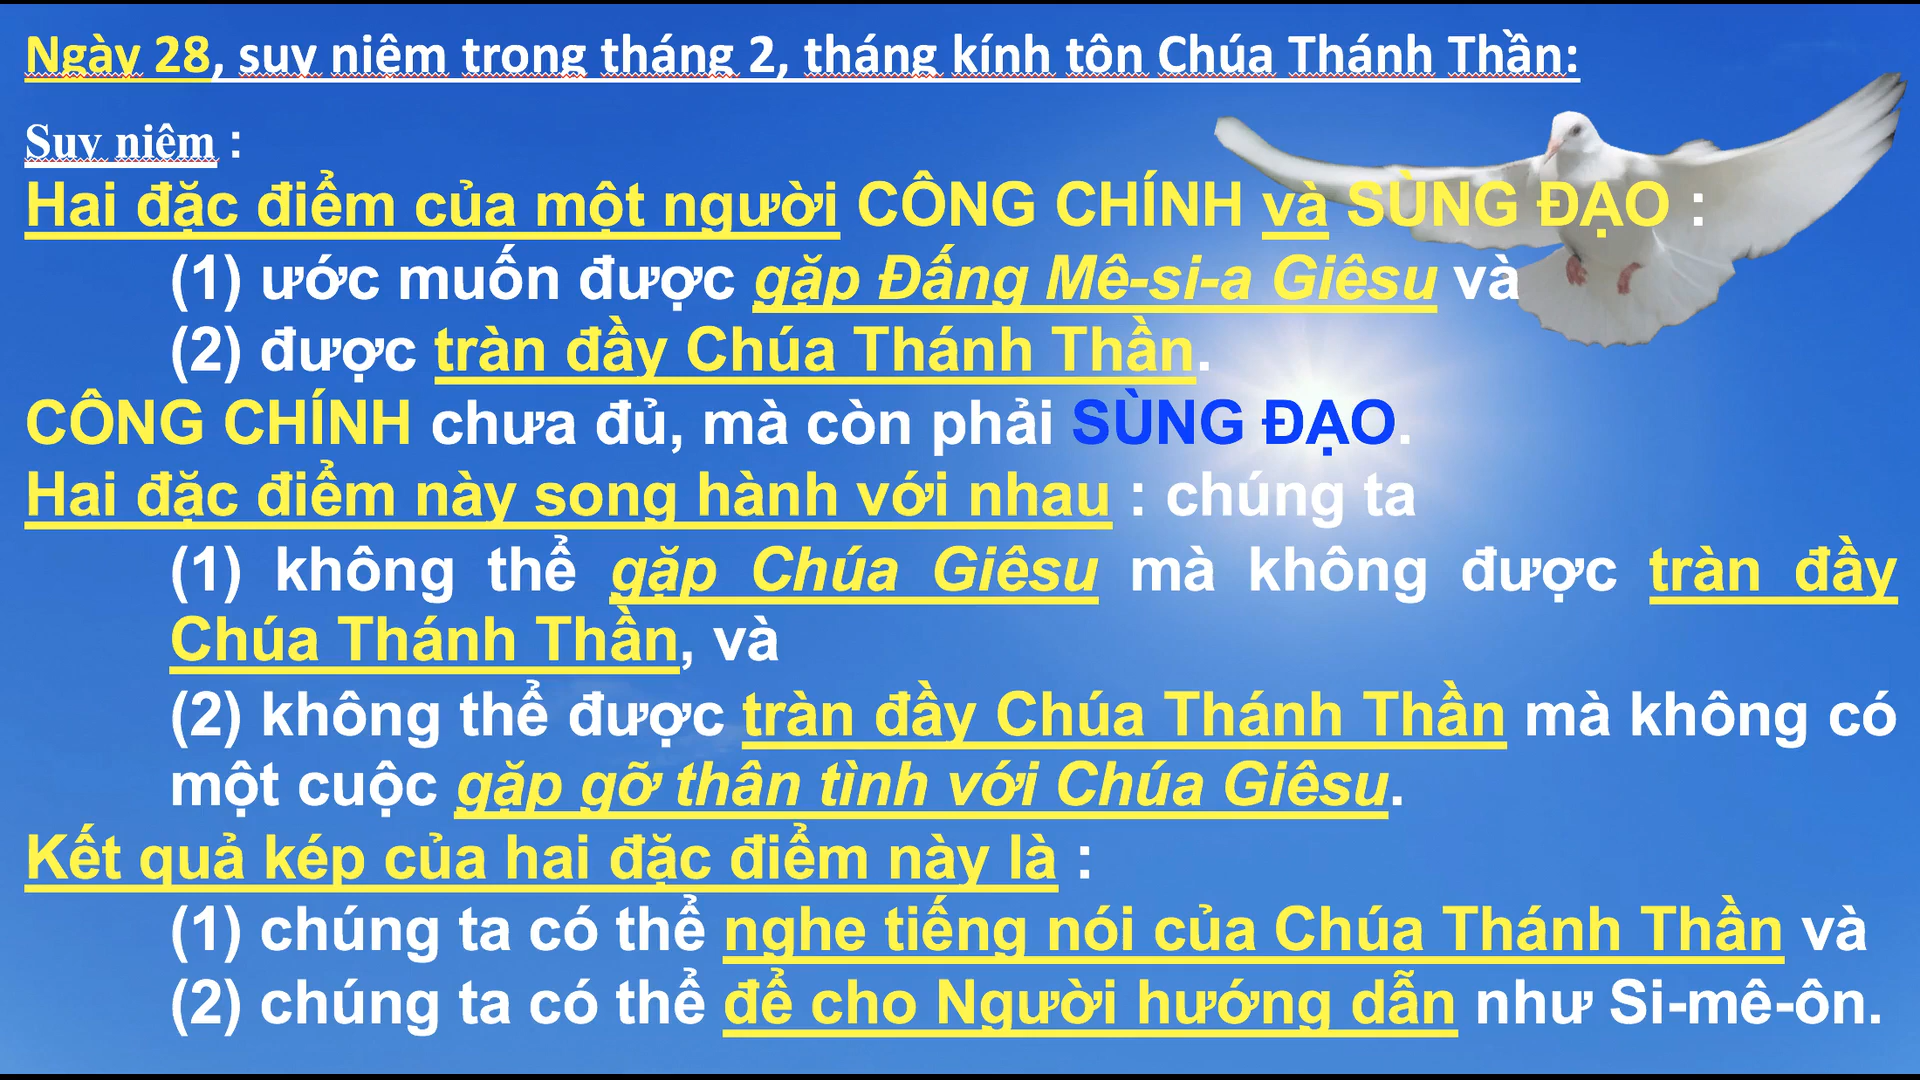 Ngày 28, suy niệm trong tháng 2, tháng kính tôn Chúa Thánh Thần:
Suy niệm :
Hai đặc điểm của một người CÔNG CHÍNH và SÙNG ĐẠO :
(1) ước muốn được gặp Đấng Mê-si-a Giêsu và
(2) được tràn đầy Chúa Thánh Thần.
CÔNG CHÍNH chưa đủ, mà còn phải SÙNG ĐẠO.
Hai đặc điểm này song hành với nhau : chúng ta
(1) không thể gặp Chúa Giêsu mà không được tràn đầy
Chúa Thánh Thần, và
(2) không thể được tràn đầy Chúa Thánh Thần mà không có
một cuộc gặp gỡ thân tình với Chúa Giêsu.
Kết quả kép của hai đặc điểm này là :
(1) chúng ta có thể nghe tiếng nói của Chúa Thánh Thần và
(2) chúng ta có thể để cho Người hướng dẫn như Si-mê-ôn.